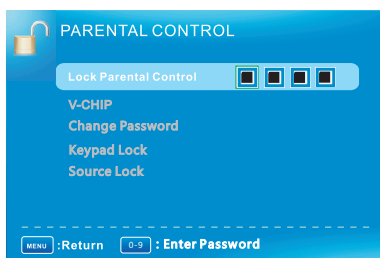 PARENTAL CONTROL
Lock Parental Control
V-CHIP
Change Password
Keypad Lock
Source Lock
MENU :Return 0-9 : Enter Password